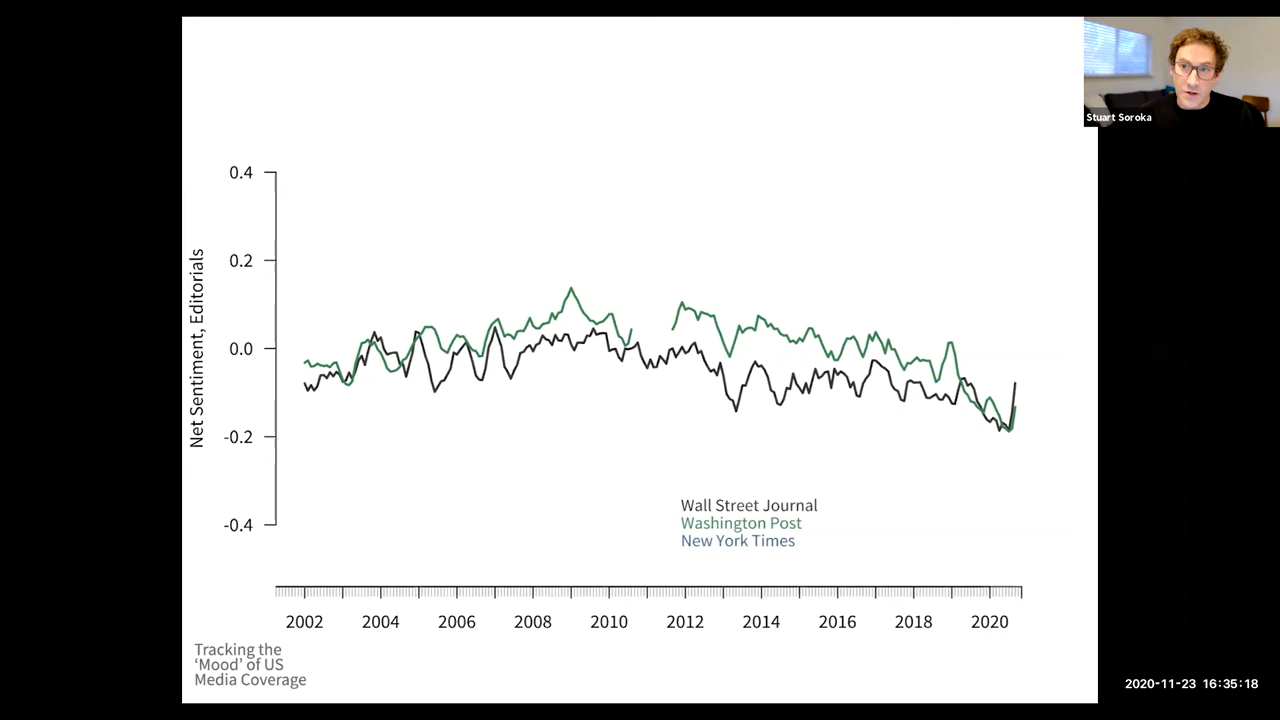 Stuart Soroka
0.4
0.2
0.0
-0.2
-0.4
Net Sentiment, Editorials
Wall Street Journal
Washington Post
New York Times
2002 2004 2006 2008 2010 2012 2014 2016 2018 2020
Tracking the
‘Mood’ of US
Media Coverage
2020-11-23 16:35:18